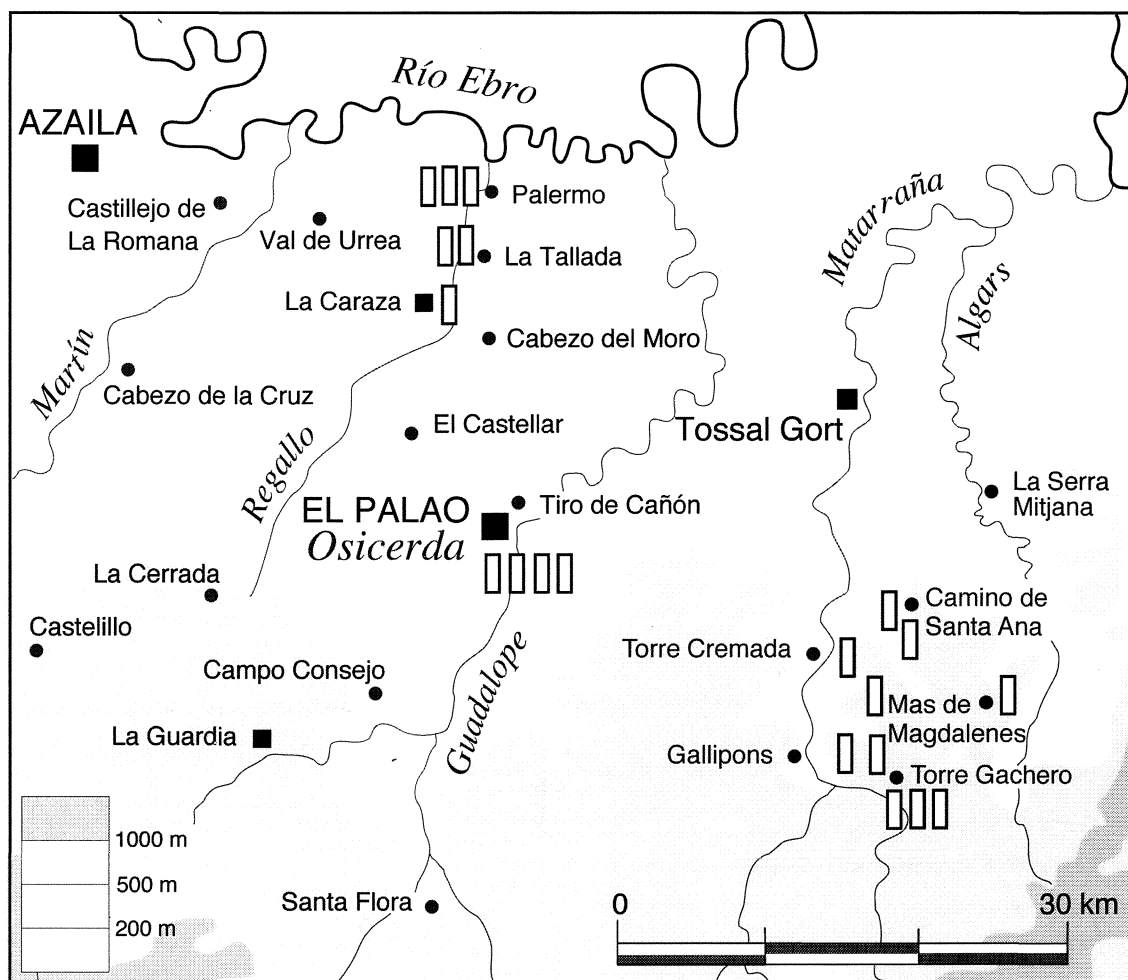 Río Ebro
AZAILA
Matarraña
Castillejo de
La Romana
Palermo
Val de Urrea
La Tallada
Algars
La Caraza
Martín
Cabezo del Moro
Cabezo de la Cruz
El Castellar
Tossal Gort
Regallo
La Serra
Mitjana
EL PALAO
Osicerda
Tiro de Cañón
La Cerrada
Camino de
Santa Ana
Castelillo
Torre Cremada
Campo Consejo
Guadalope
Mas de
Magdalenes
La Guardia
Gallipons
Torre Gachero
1000 m
500 m
200 m
Santa Flora
0 30 km